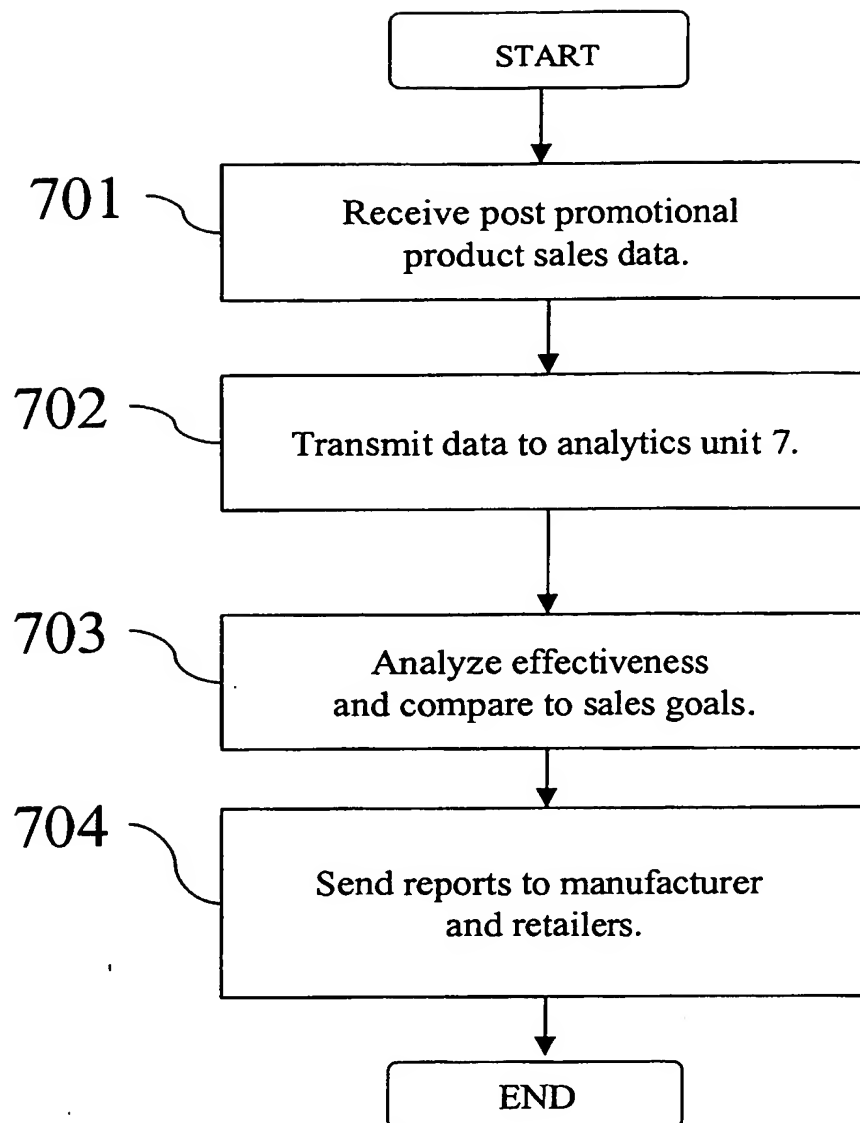 START
701
Receive post promotional
product sales data.
702
Transmit data to analytics unit 7.
703
Analyze effectiveness
and compare to sales goals.
704
Send reports to manufacturer
and retailers.
END